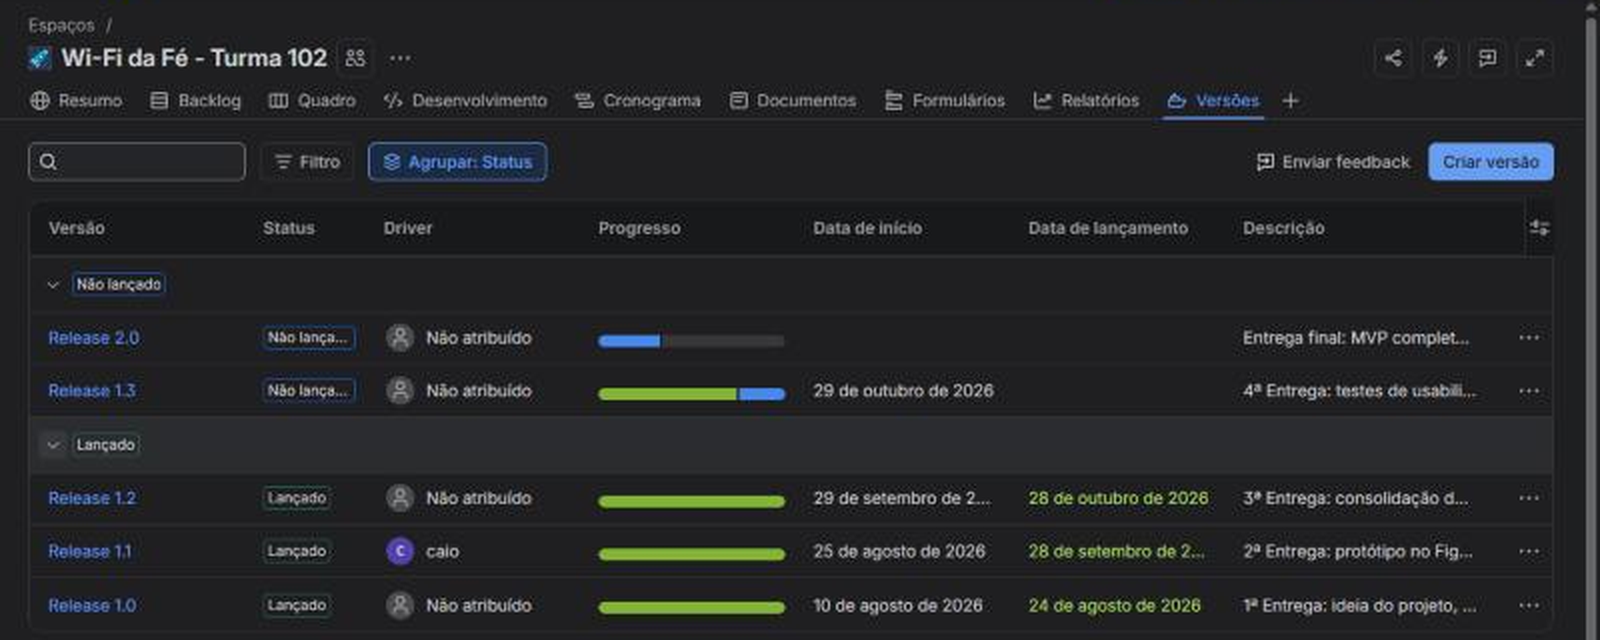 Espaços /
Wi-Fi da Fé - Turma 102 ...
Resumo Backlog Quadro Desenvolvimento Cronograma Documentos Formulários Relatórios Versões +
Filtro Agrupar: Status Enviar feedback Criar versão
Versão Status Driver Progresso Data de início Data de lançamento Descrição
Não lançado
Release 2.0 Não lança... Não atribuído Entrega final: MVP complet... ...
Release 1.3 Não lança... Não atribuído 29 de outubro de 2026 4ª Entrega: testes de usabili... ...
Lançado
Release 1.2 Lançado Não atribuído 29 de setembro de 2... 28 de outubro de 2026 3ª Entrega: consolidação d... ...
Release 1.1 Lançado C caio 25 de agosto de 2026 28 de setembro de 2... 2ª Entrega: protótipo no Fig... ...
Release 1.0 Lançado Não atribuído 10 de agosto de 2026 24 de agosto de 2026 1ª Entrega: ideia do projeto, ... ...